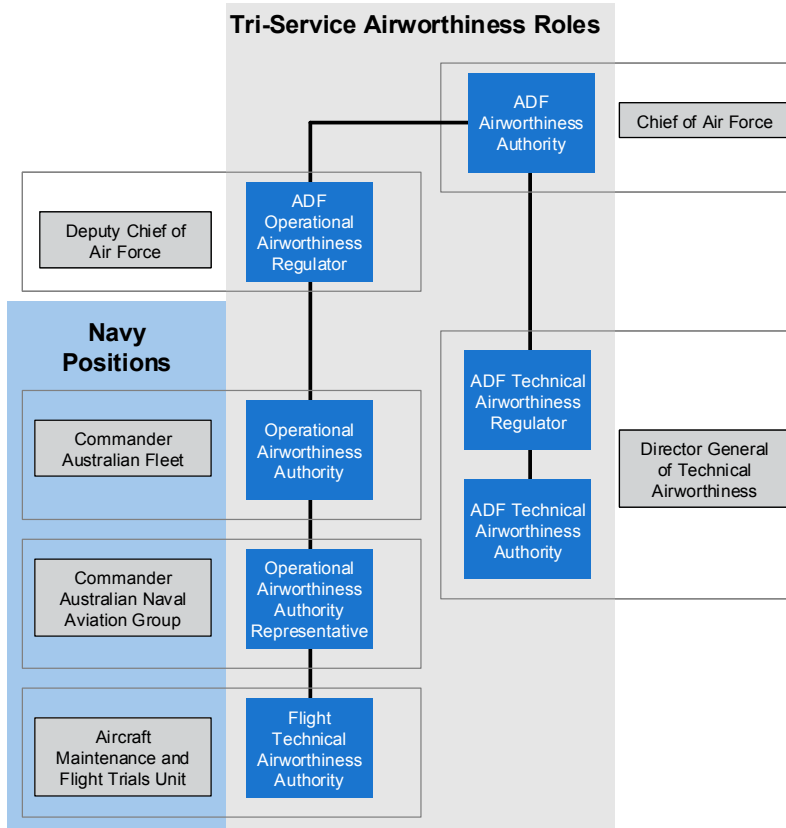 Tri-Service Airworthiness Roles
ADF
Airworthiness
Authority
Chief of Air Force
Deputy Chief of
Air Force
ADF
Operational
Airworthiness
Regulator
Navy
Positions
ADF Technical
Airworthiness
Regulator
Commander
Australian Fleet
Operational
Airworthiness
Authority
Director General
of Technical
Airworthiness
ADF Technical
Airworthiness
Authority
Commander
Australian Naval
Aviation Group
Operational
Airworthiness
Authority
Representative
Aircraft
Maintenance and
Flight Trials Unit
Flight
Technical
Airworthiness
Authority